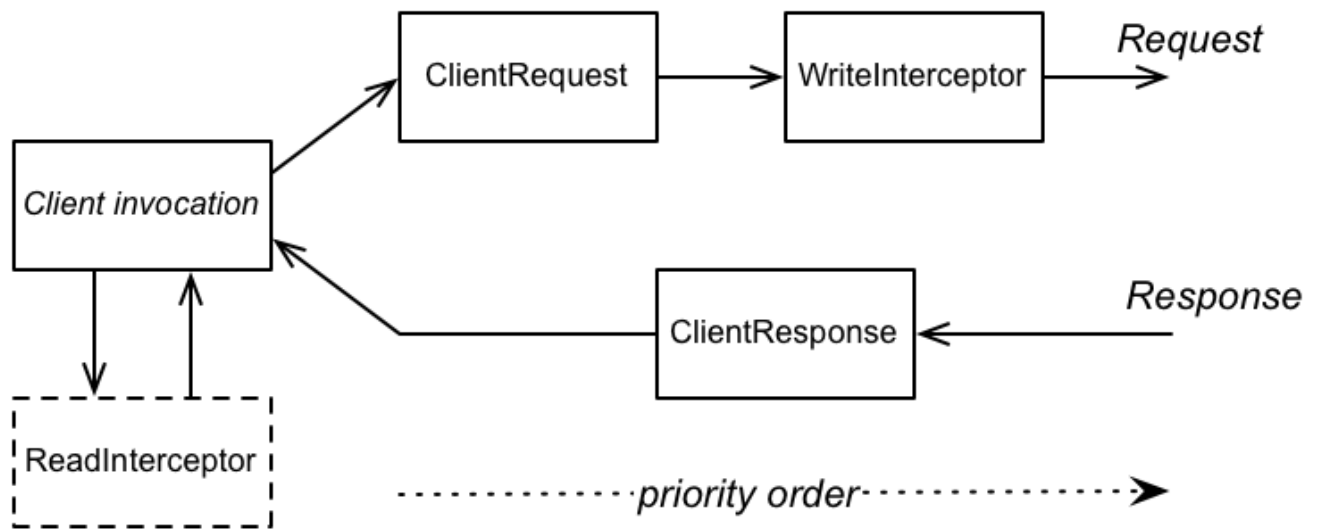 Request
ClientRequest
WriteInterceptor
Client invocation
Response
ClientResponse
ReadInterceptor
priority order